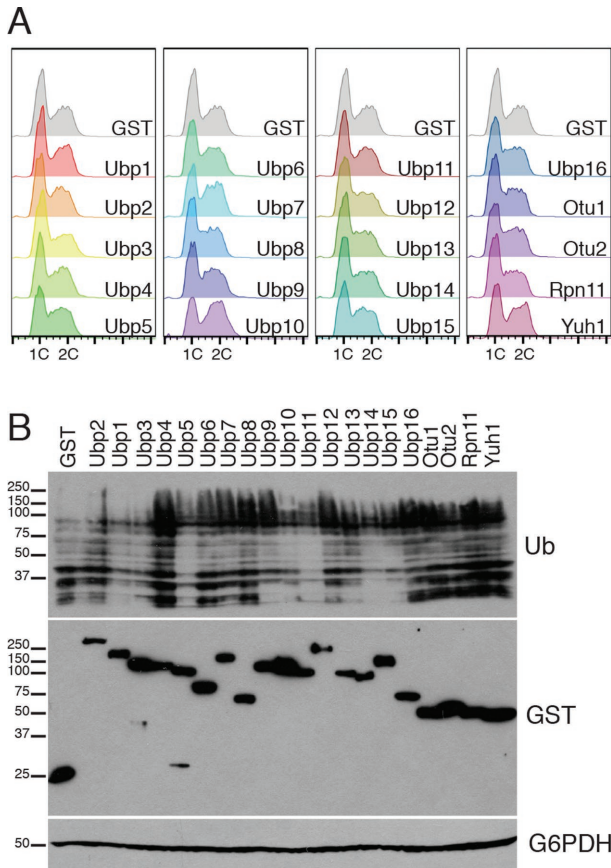 A
GST GST GST GST
Ubp1 Ubp6 Ubp11 Ubp16
Ubp2 Ubp7 Ubp12 Otu1
Ubp3 Ubp8 Ubp13 Otu2
Ubp4 Ubp9 Ubp14 Rpn11
Ubp5 Ubp10 Ubp15 Yuh1
1C 2C 1C 2C 1C 2C 1C 2C
B
GST Ubp2 Ubp1 Ubp3 Ubp4 Ubp5 Ubp6 Ubp7 Ubp8 Ubp9 Ubp10 Ubp11 Ubp12 Ubp13 Ubp14 Ubp15 Ubp16 Otu1 Otu2 Rpn11 Yuh1
250
150
100
75
50
37
Ub
250
150
100
75
50
37
25
GST
50
G6PDH